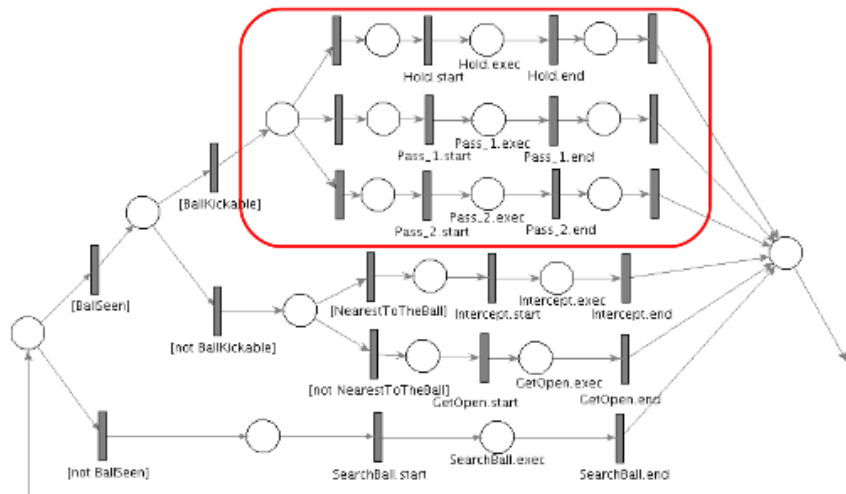 Hold.start
Hold.exec
Hold.end
Pass_1.start
Pass_1.exec
Pass_1.end
[BallKickable]
Pass_2.start
Pass_2.exec
Pass_2.end
[BallSeen]
[NearestToTheBall]
Intercept.start
Intercept.exec
Intercept.end
[not BallKickable]
[not NearestToTheBall]
GetOpen.start
GetOpen.exec
GetOpen.end
[not BallSeen]
SearchBall.start
SearchBall.exec
SearchBall.end